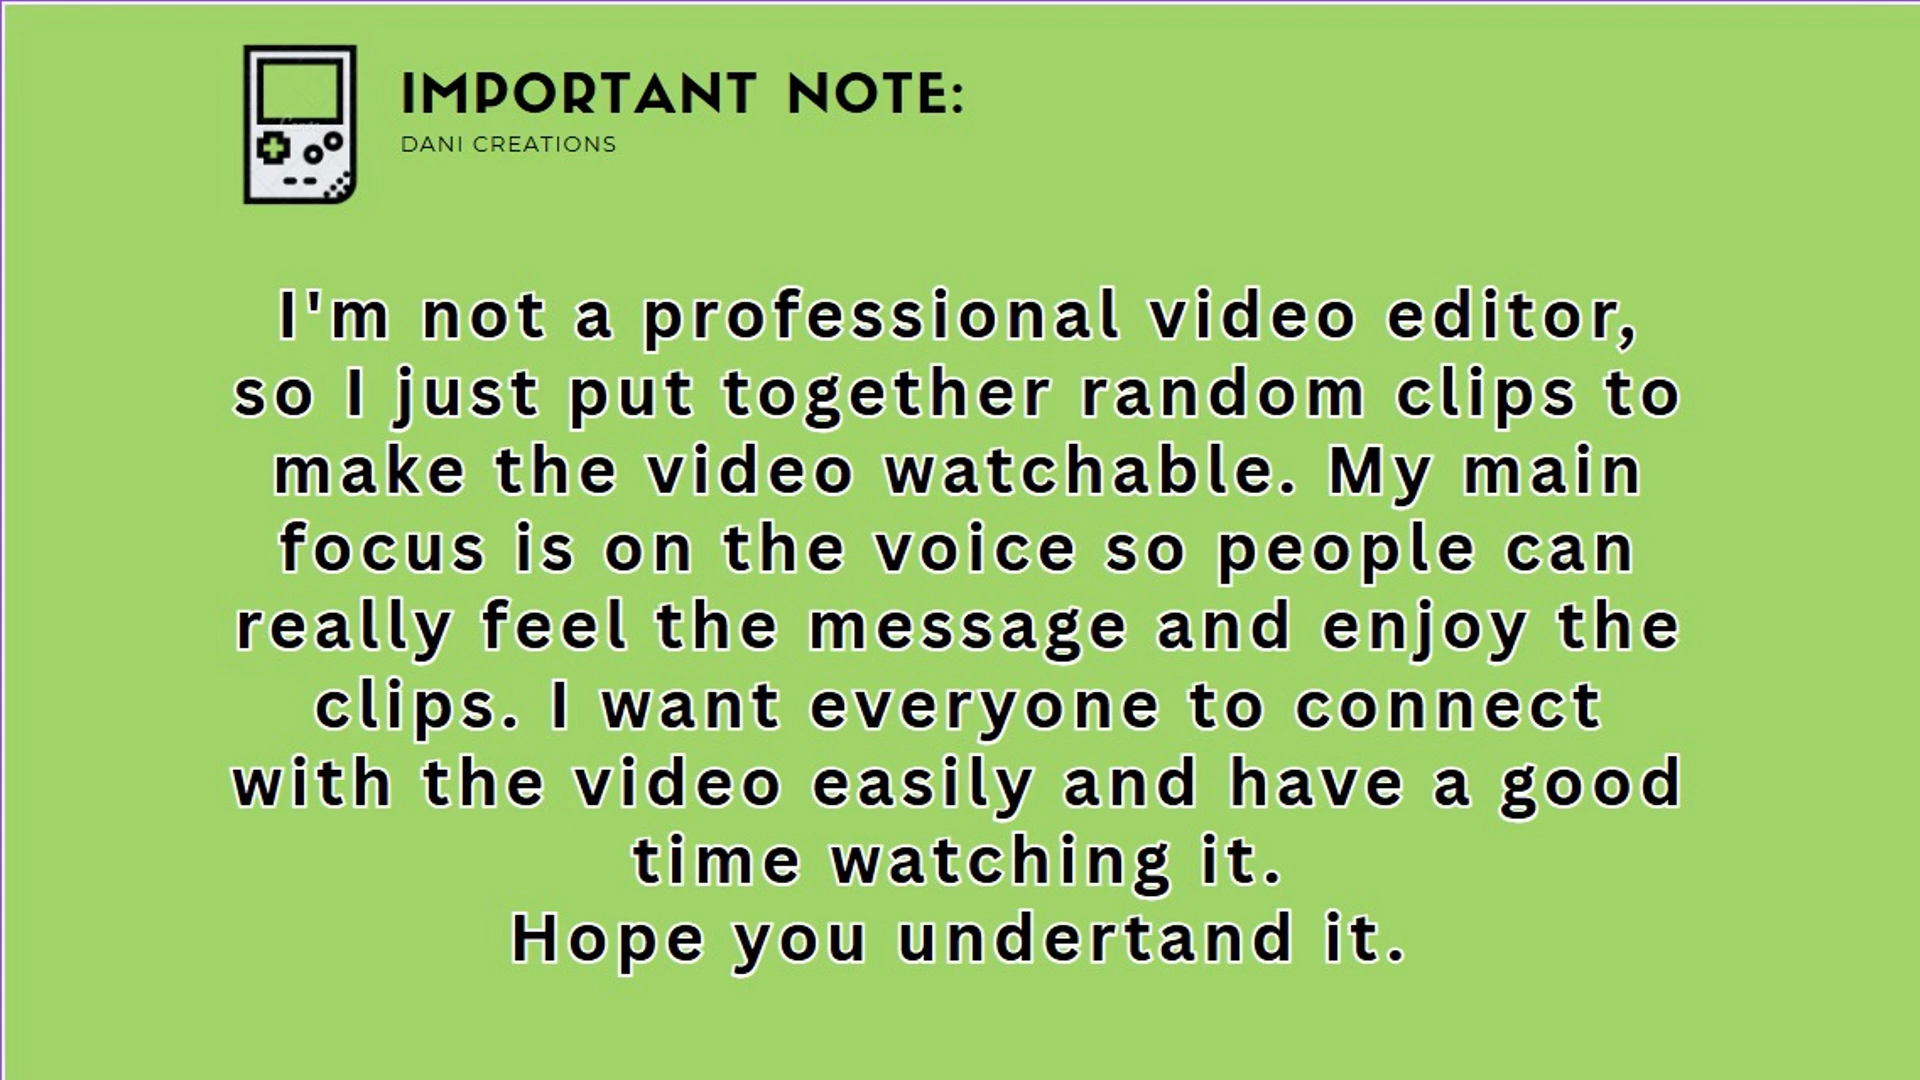 IMPORTANT NOTE:
DANI CREATIONS
I'm not a professional video editor,
so I just put together random clips to
make the video watchable. My main
focus is on the voice so people can
really feel the message and enjoy the
clips. I want everyone to connect
with the video easily and have a good
time watching it.
Hope you undertand it.